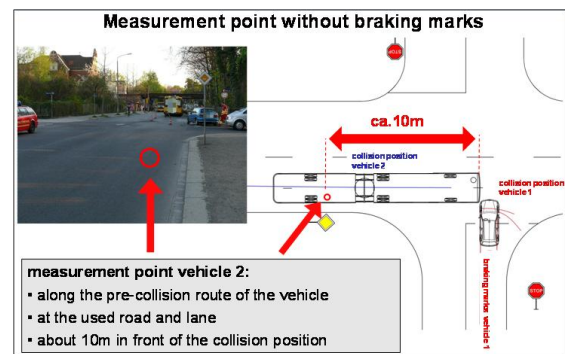 Measurement point without braking marks
STOP
ca.10m
collision position
vehicle 2
collision position
vehicle 1
measurement point vehicle 2:
▪ along the pre-collision route of the vehicle
▪ at the used road and lane
▪ about 10m in front of the collision position
braking marks vehicle 1
STOP